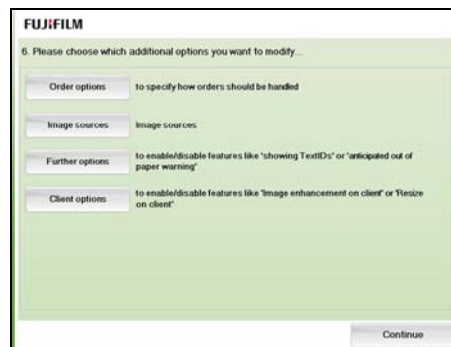 FUJIFILM
6. Please choose which additional options you want to modify...
Order options
to specify how orders should be handled
Image sources
Image sources
Further options
to enable/disable features like 'showing TextIDs' or 'anticipated out of
paper warning'
Client options
to enable/disable features like 'Image enhancement on client' or 'Resize
on client'
Continue